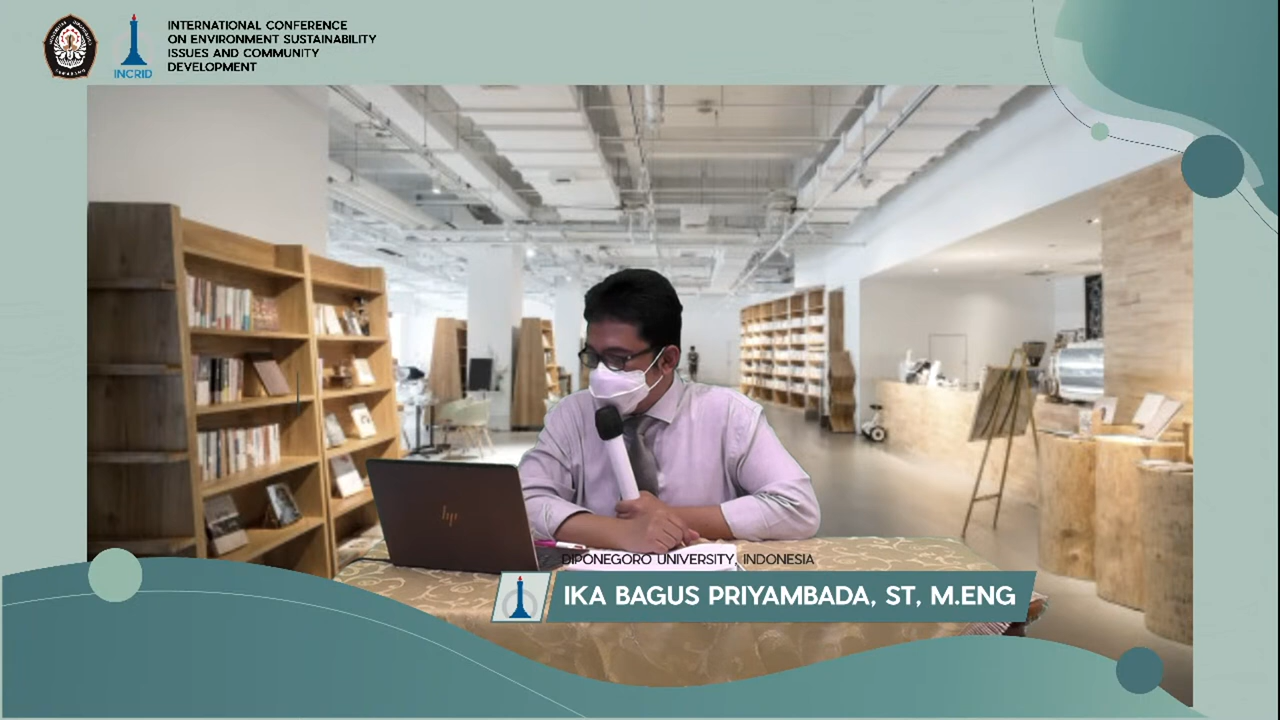 INTERNATIONAL CONFERENCE
ON ENVIRONMENT SUSTAINABILITY
ISSUES AND COMMUNITY
DEVELOPMENT
INCRID
hp
DIPONEGORO UNIVERSITY, INDONESIA
IKA BAGUS PRIYAMBADA, ST, M.ENG